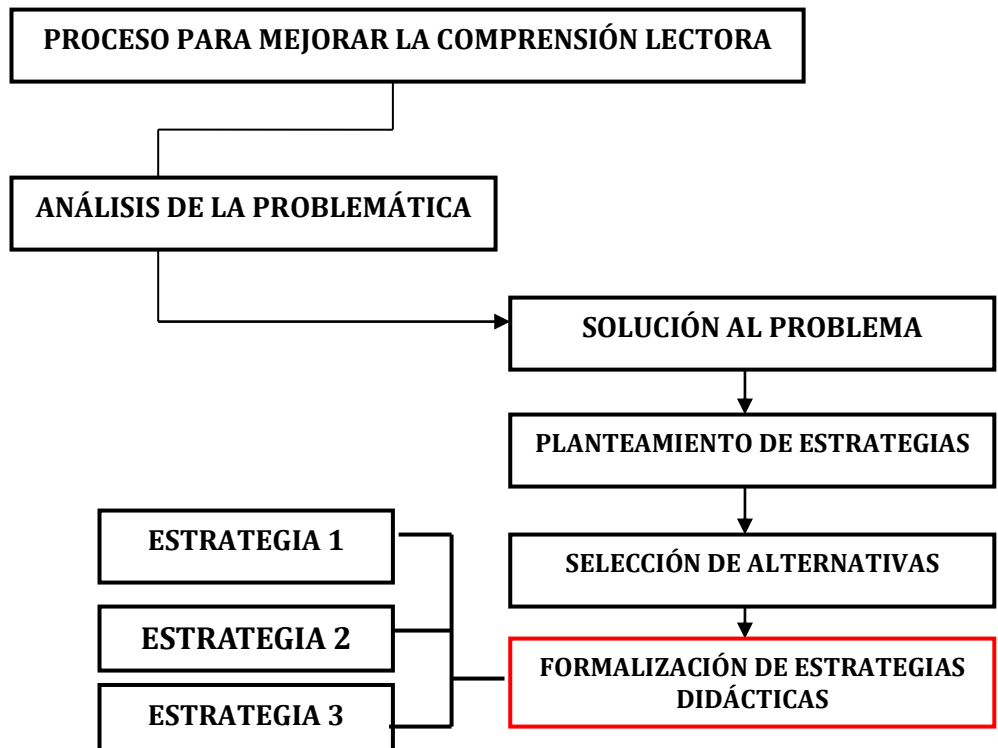 PROCESO PARA MEJORAR LA COMPRENSIÓN LECTORA
ANÁLISIS DE LA PROBLEMÁTICA
SOLUCIÓN AL PROBLEMA
PLANTEAMIENTO DE ESTRATEGIAS
SELECCIÓN DE ALTERNATIVAS
FORMALIZACIÓN DE ESTRATEGIAS
DIDÁCTICAS
ESTRATEGIA 1
ESTRATEGIA 2
ESTRATEGIA 3